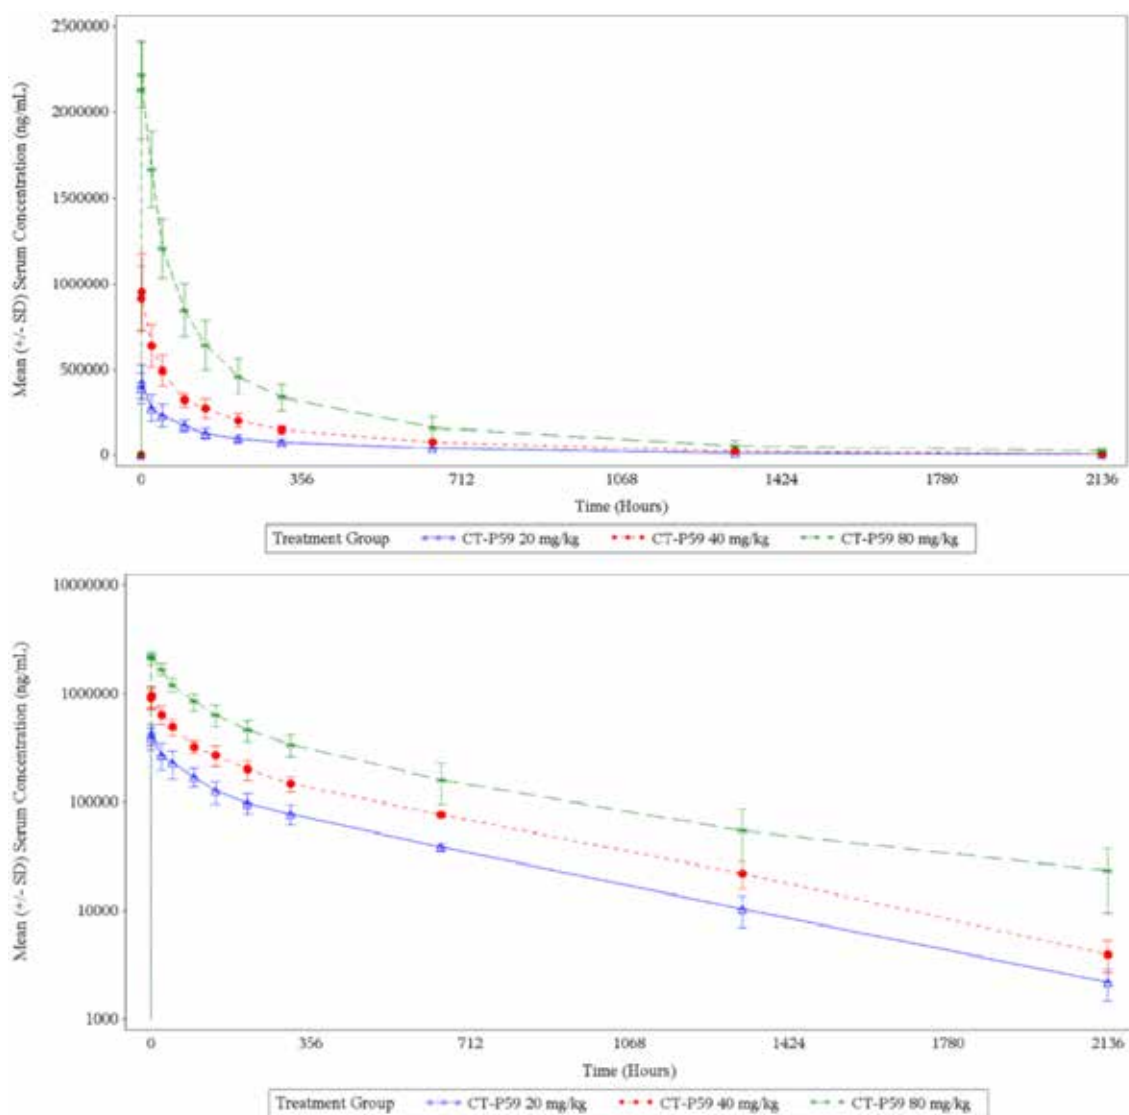 2500000
2000000
1500000
1000000
500000
0
Mean (+/- SD) Serum Concentration (ng/mL)
0 356 712 1068 1424 1780 2136
Time (Hours)
Treatment Group CT-P59 20 mg/kg CT-P59 40 mg/kg CT-P59 80 mg/kg
10000000
1000000
100000
10000
1000
Mean (+/- SD) Serum Concentration (ng/mL)
0 356 712 1068 1424 1780 2136
Time (Hours)
Treatment Group CT-P59 20 mg/kg CT-P59 40 mg/kg CT-P59 80 mg/kg